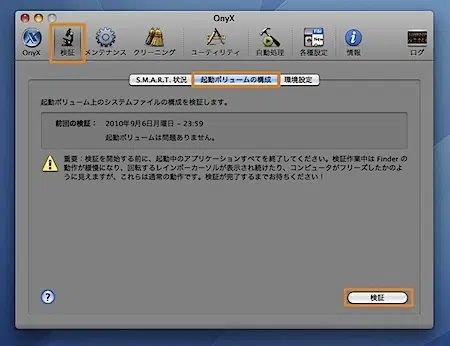 OnyX
OnyX 検証 メンテナンス クリーニング ユーティリティ 自動処理 各種設定 情報 ログ
S.M.A.R.T. 状況 起動ボリュームの構成 環境設定
起動ボリューム上のシステムファイルの構成を検証します。
前回の検証： 2010年9月6日月曜日 - 23:59
起動ボリュームは問題ありません。
重要：検証を開始する前に、起動中のアプリケーションすべてを終了してください。検証作業中は Finder の
動作が緩慢になり、回転するレインボーカーソルが表示され続けたり、コンピュータがフリーズしたかのよ
うに見えますが、これらは通常の動作です。検証が完了するまでお待ちください！
? 検証